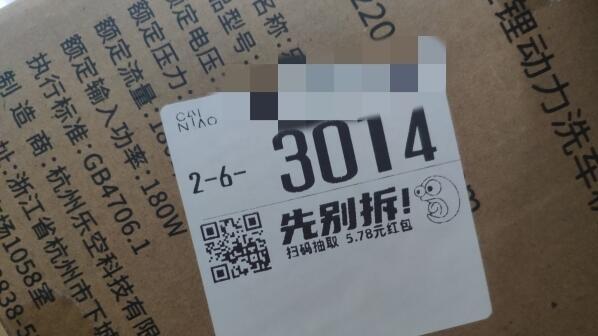 CAI
NIAO
2-6-
3014
先别拆!
扫码抽取 5.78元红包
220
锂动力洗车
品型号:
额定电压:
额定压力:
额定流量:
额定输入功率:180W
执行标准:GB4706.1
制造商:杭州乐空科技有限
址:浙江省杭州市下城
场1058室
0838-5